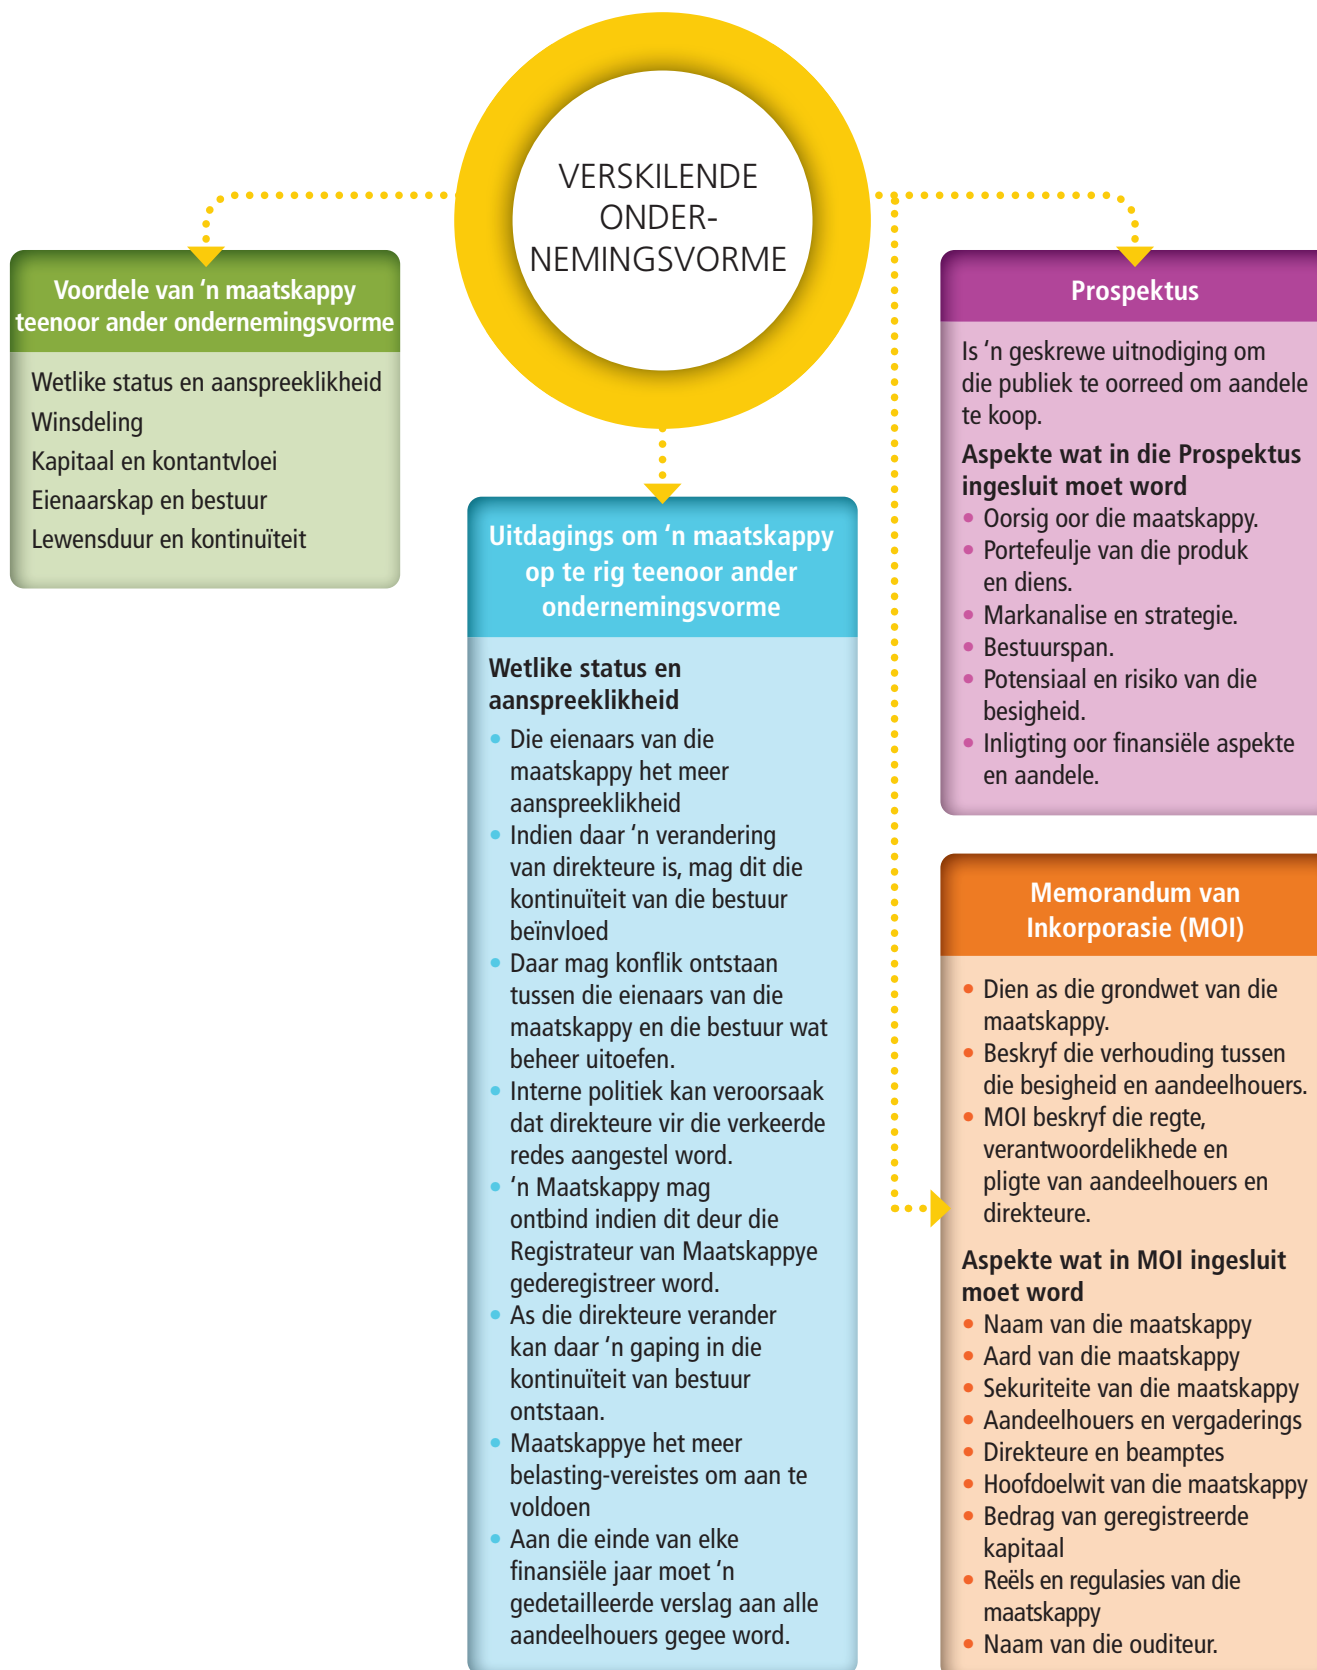 VERSKILENDE
ONDER-
NEMINGSVORME
Voordele van ‘n maatskappy
teenoor ander ondernemingsvorme
Wetlike status en aanspreeklikheid
Winsdeling
Kapitaal en kontantvloei
Eienaarskap en bestuur
Lewensduur en kontinuïteit
Uitdagings om ‘n maatskappy
op te rig teenoor ander
ondernemingsvorme
Wetlike status en
aanspreeklikheid
• Die eienaars van die
maatskappy het meer
aanspreeklikheid
• Indien daar ‘n verandering
van direkteure is, mag dit die
kontinuïteit van die bestuur
beïnvloed
• Daar mag konflik ontstaan
tussen die eienaars van die
maatskappy en die bestuur wat
beheer uitoefen.
• Interne politiek kan veroorsaak
dat direkteure vir die verkeerde
redes aangestel word.
• ‘n Maatskappy mag
ontbind indien dit deur die
Registrateur van Maatskappye
gederegistreer word.
• As die direkteure verander
kan daar ‘n gaping in die
kontinuïteit van bestuur
ontstaan.
• Maatskappye het meer
belasting-vereistes om aan te
voldoen
• Aan die einde van elke
finansiële jaar moet ‘n
gedetailleerde verslag aan alle
aandeelhouers gegee word.
Prospektus
Is ‘n geskrewe uitnodiging om
die publiek te oorreed om aandele
te koop.
Aspekte wat in die Prospektus
ingesluit moet word
• Oorsig oor die maatskappy.
• Portefeulje van die produk
en diens.
• Markanalise en strategie.
• Bestuurspan.
• Potensiaal en risiko van die
besigheid.
• Inligting oor finansiële aspekte
en aandele.
Memorandum van
Inkorporasie (MOI)
• Dien as die grondwet van die
maatskappy.
• Beskryf die verhouding tussen
die besigheid en aandeelhouers.
• MOI beskryf die regte,
verantwoordelikhede en
pligte van aandeelhouers en
direkteure.
Aspekte wat in MOI ingesluit
moet word
• Naam van die maatskappy
• Aard van die maatskappy
• Sekuriteite van die maatskappy
• Aandeelhouers en vergaderings
• Direkteure en beamptes
• Hoofdoelwit van die maatskappy
• Bedrag van geregistreerde
kapitaal
• Reëls en regulasies van die
maatskappy
• Naam van die ouditeur.